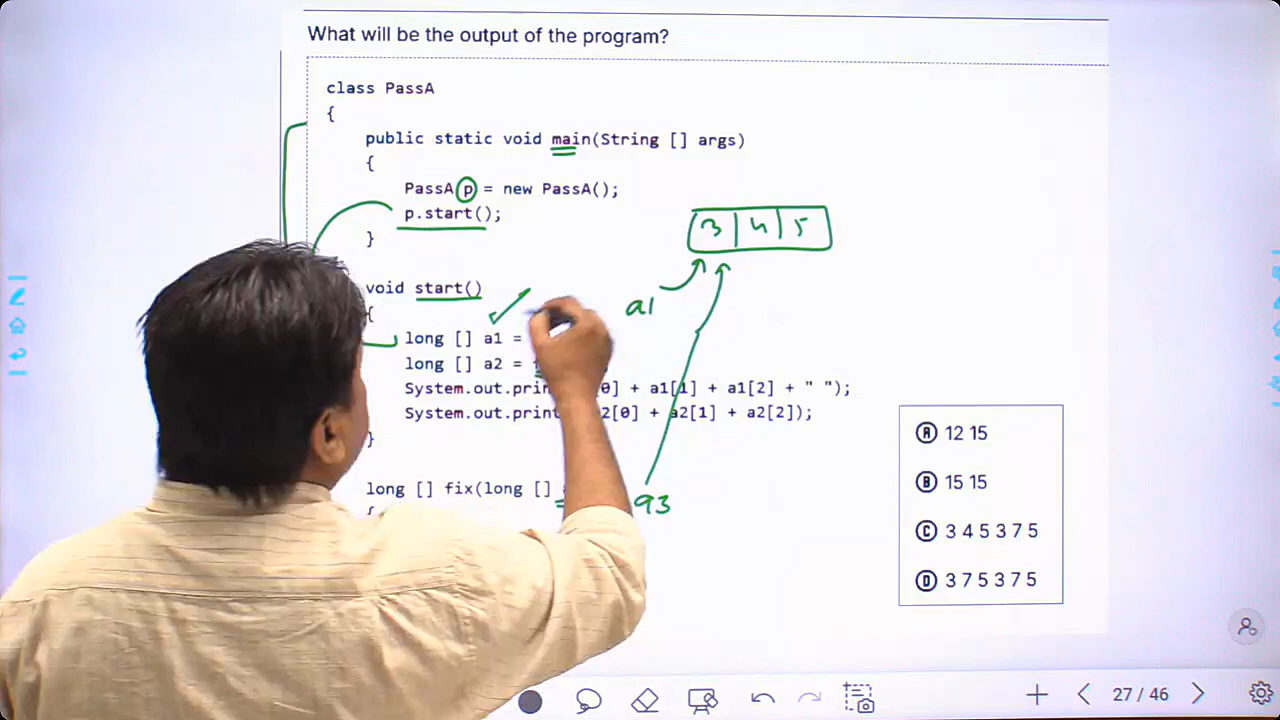 What will be the output of the program?
class PassA
{
public static void main(String [] args)
{
PassA p = new PassA();
p.start();
}
3 4 5
void start()
{
a1
long [] a1 =
long [] a2 =
System.out.prin [0] + a1[1] + a1[2] + " ");
System.out.print 2[0] + a2[1] + a2[2]);
}
long [] fix(long []
{
a3
A 12 15
B 15 15
C 3 4 5 3 7 5
D 3 7 5 3 7 5
27 / 46